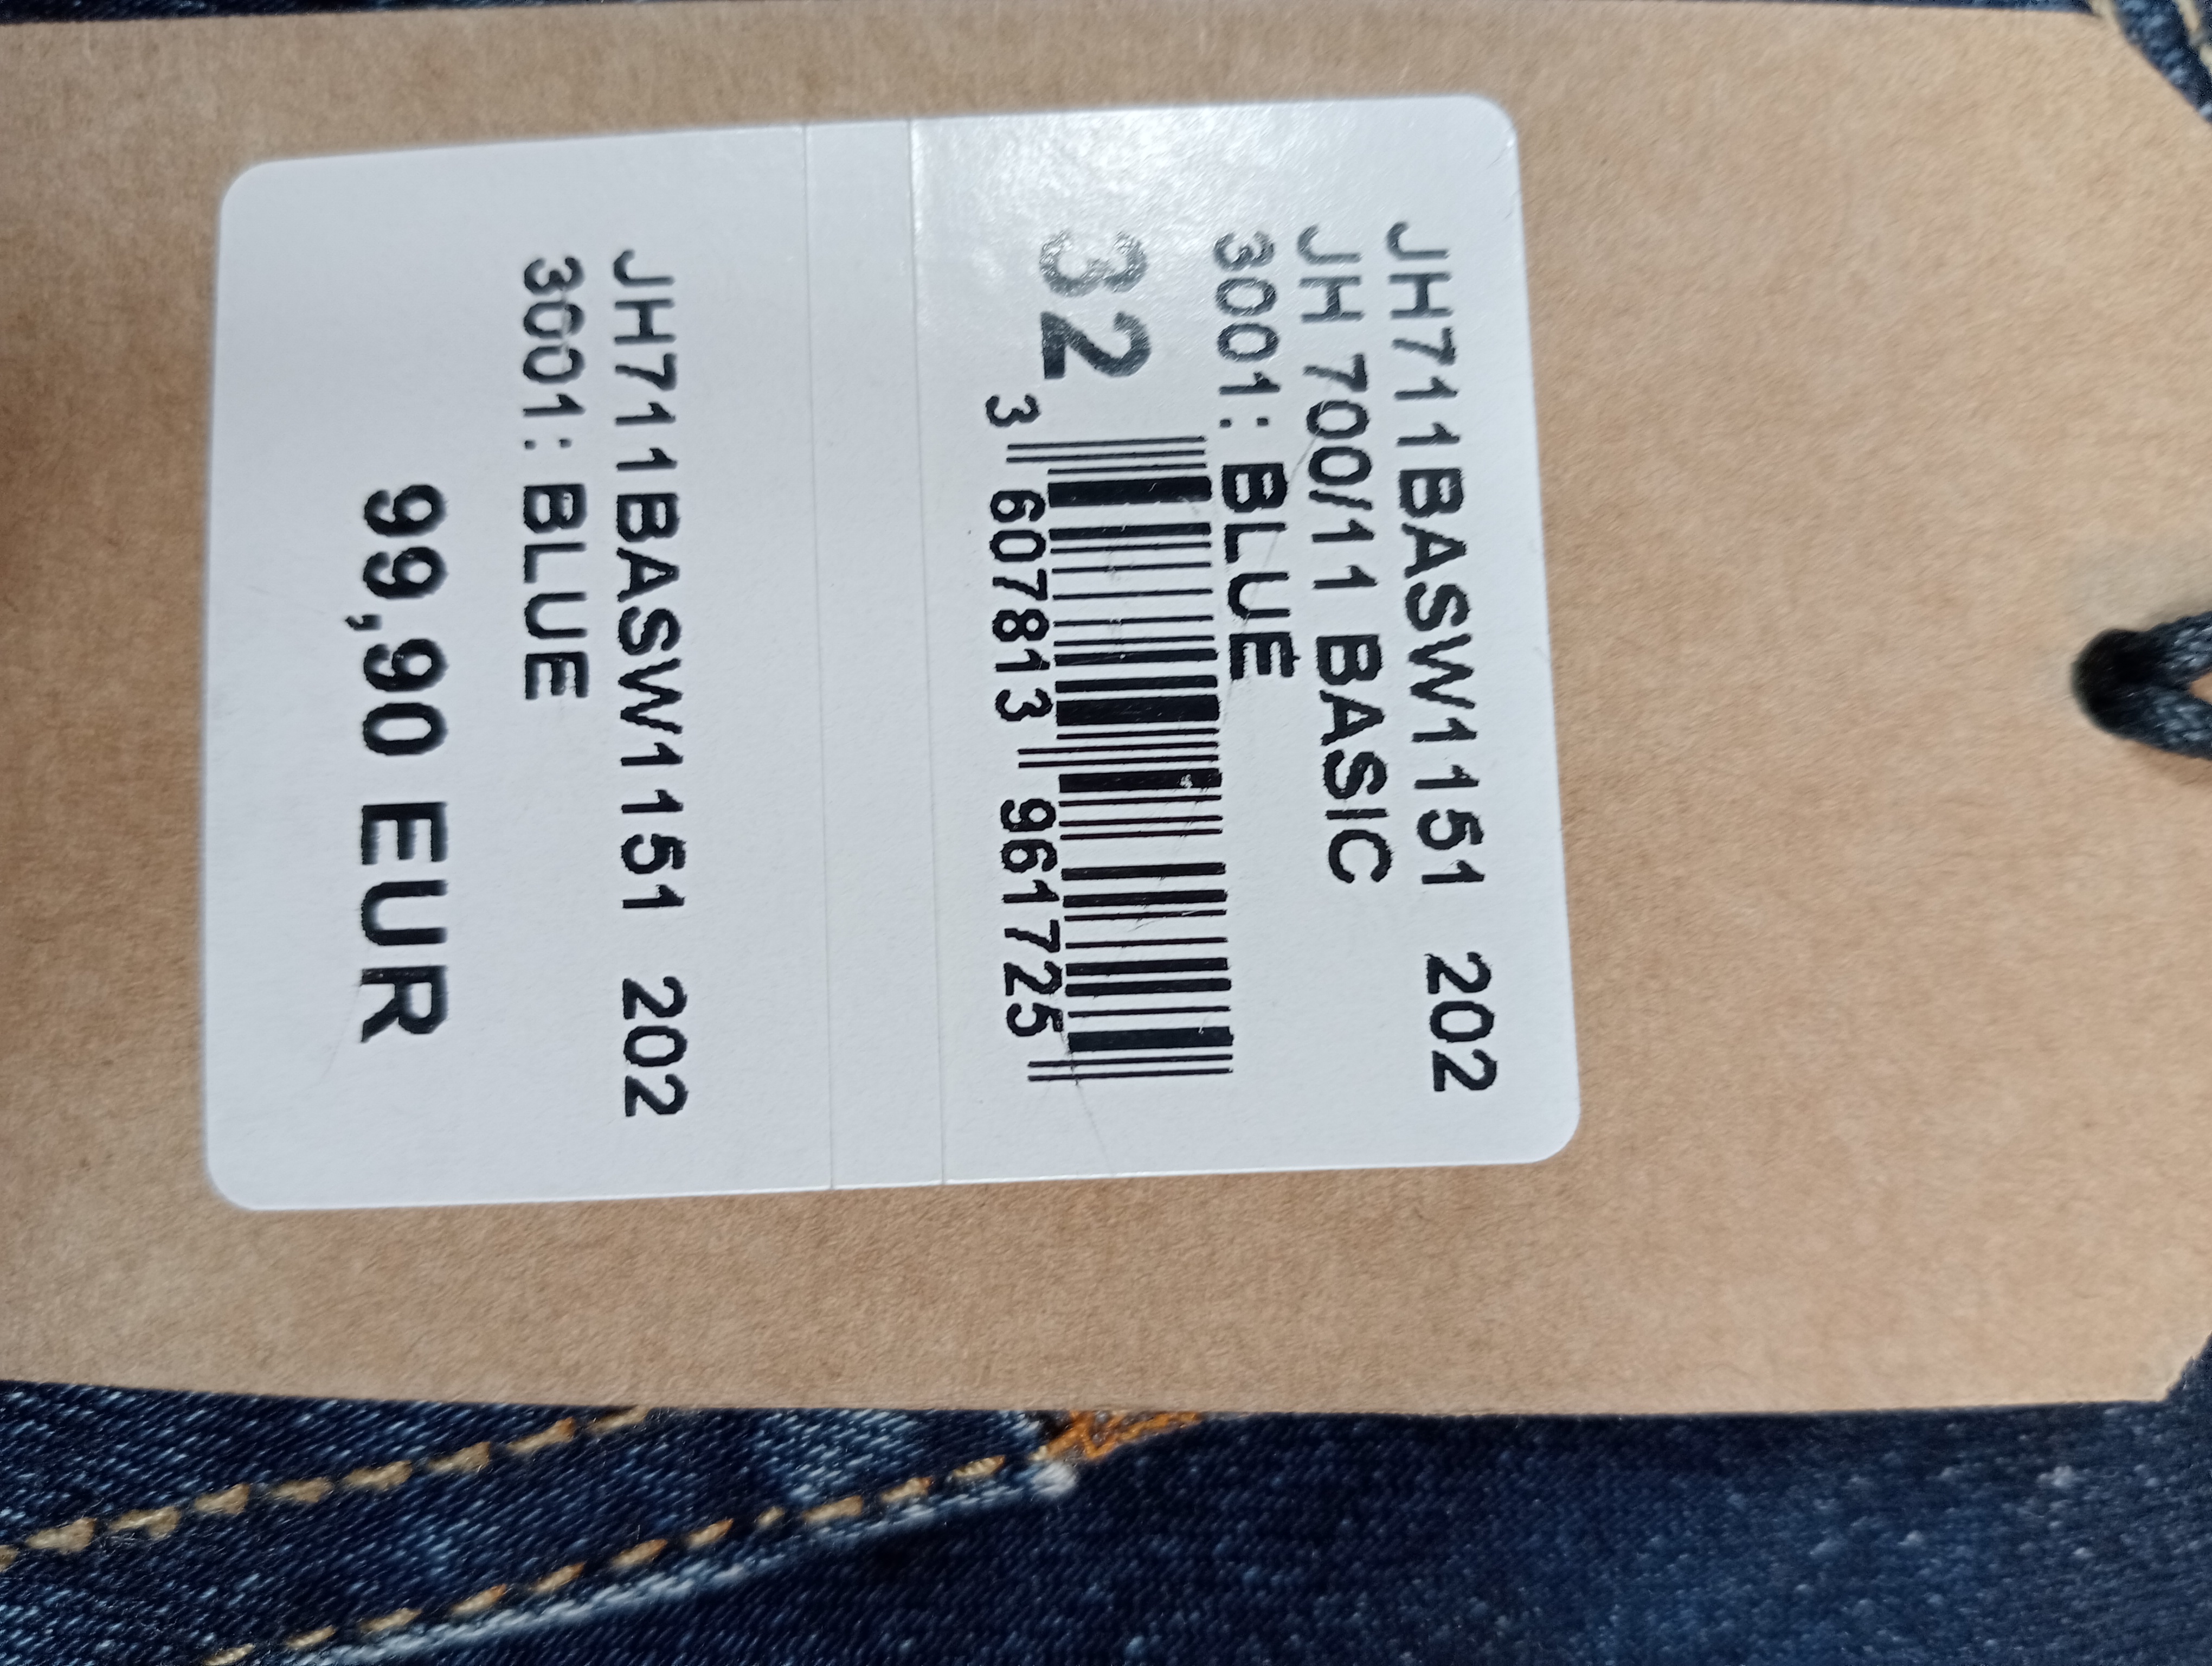 JH711BASW1151 202
JH 700/11 BASIC
3001: BLUE
32
3 607813 961725
JH711BASW1151 202
3001: BLUE
99,90 EUR